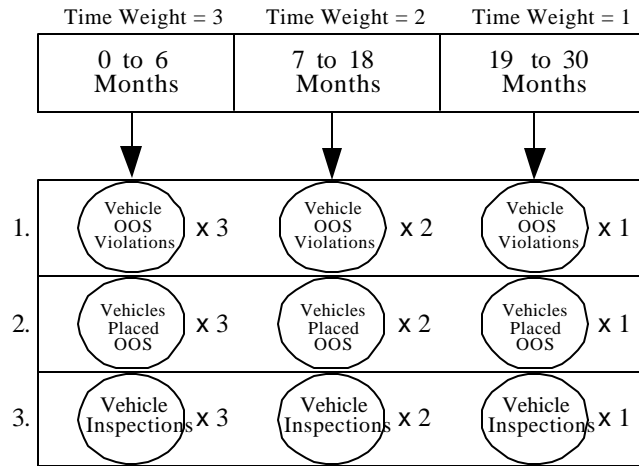 Time Weight = 3 Time Weight = 2 Time Weight = 1
0 to 6 7 to 18 19 to 30
Months Months Months
Vehicle Vehicle Vehicle
1. OOS x 3 OOS x 2 OOS x 1
Violations Violations Violations
Vehicles Vehicles Vehicles
2. Placed x 3 Placed x 2 Placed x 1
OOS OOS OOS
Vehicle Vehicle Vehicle
3. Inspections x 3 Inspections x 2 Inspections x 1